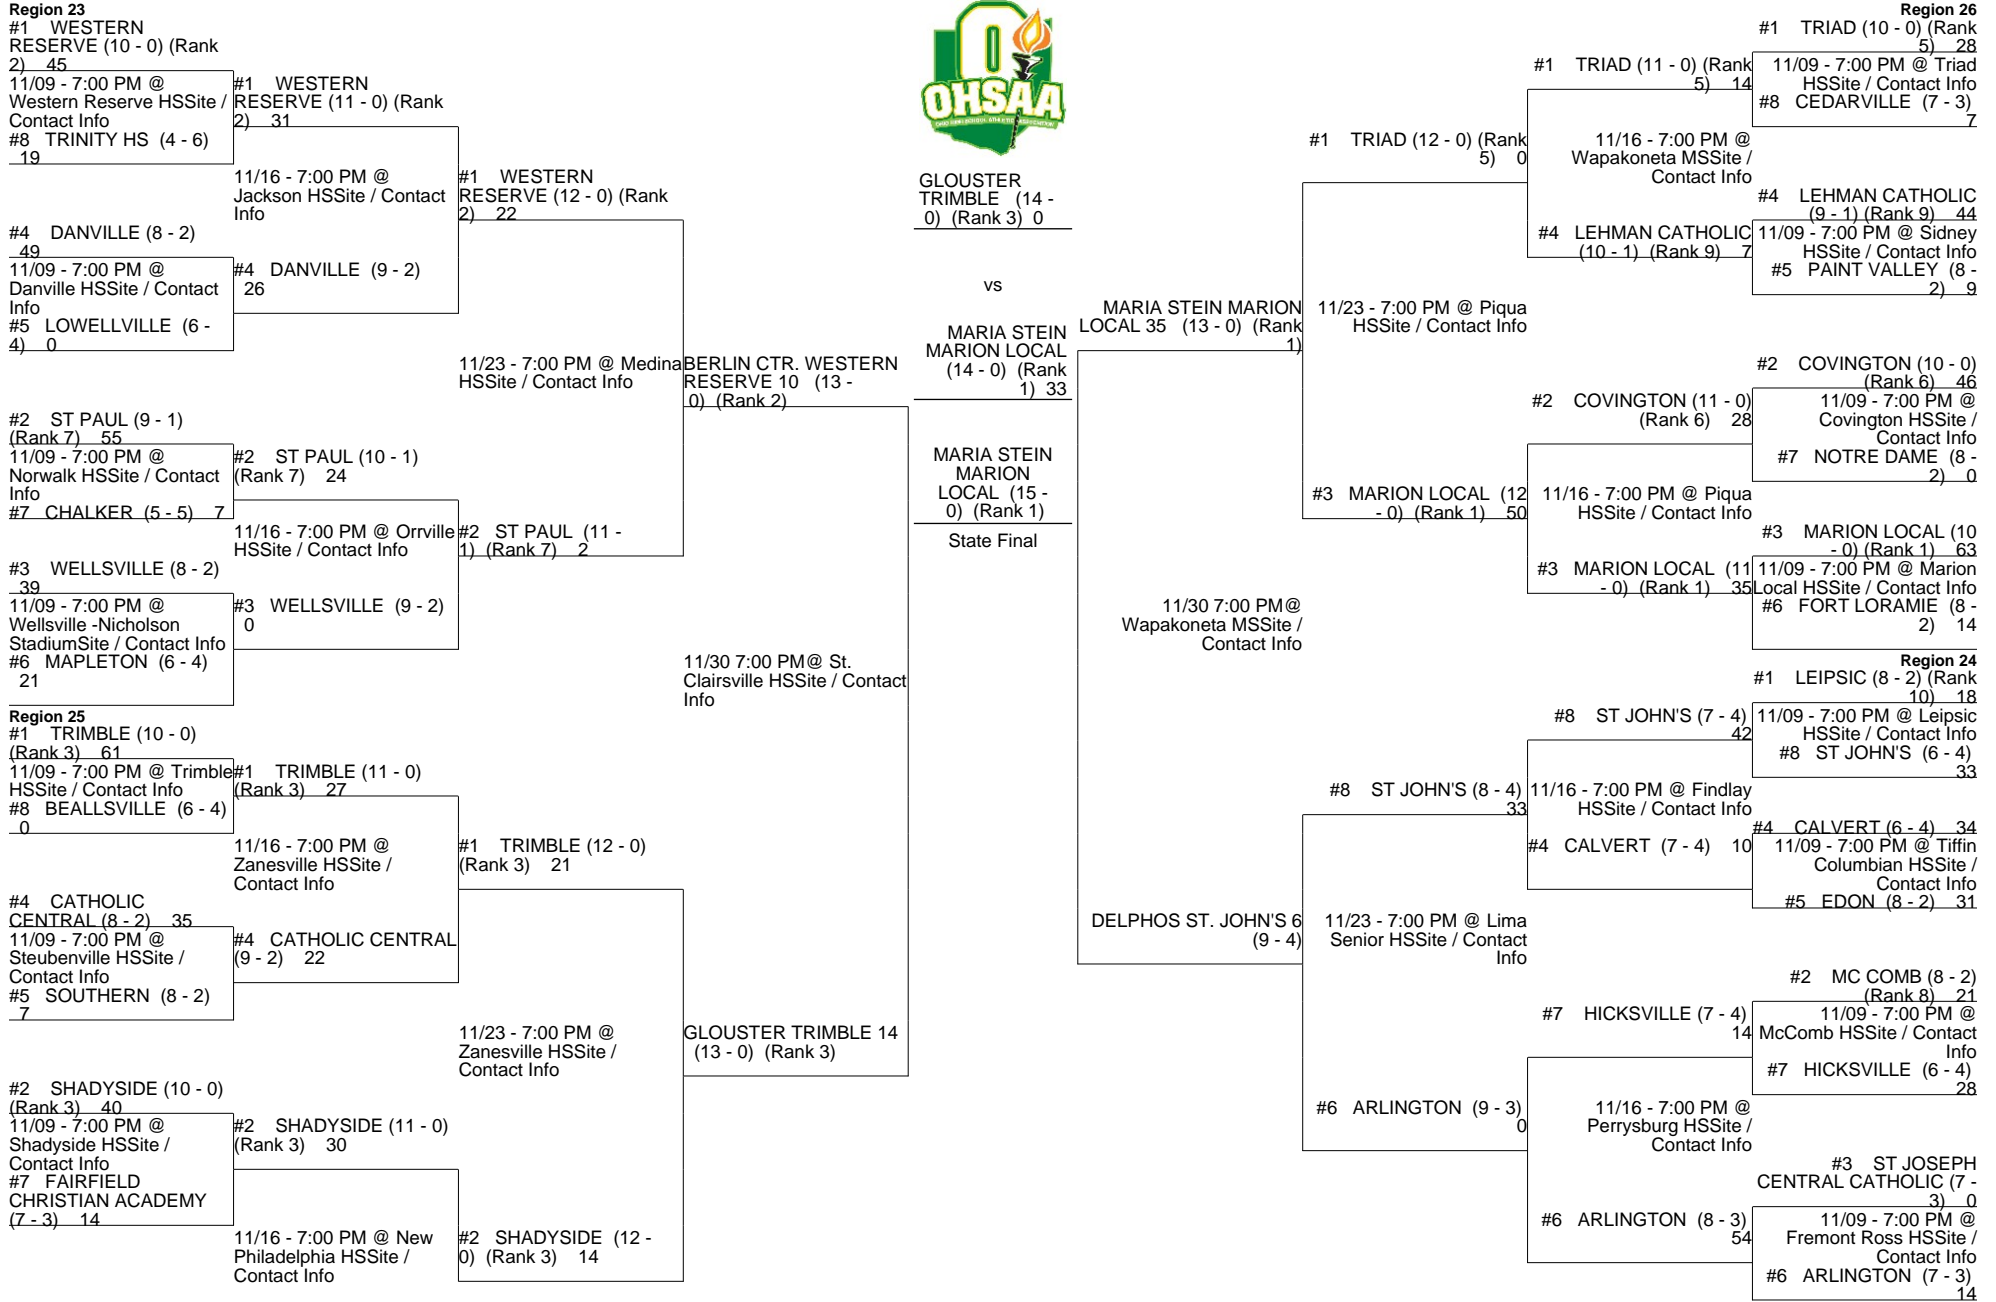 Region 23
#1 WESTERN
RESERVE (10 - 0) (Rank
2) 45
11/09 - 7:00 PM @
Western Reserve HSSite /
Contact Info
#8 TRINITY HS (4 - 6)
19
#4 DANVILLE (8 - 2)
49
11/09 - 7:00 PM @
Danville HSSite / Contact
Info
#5 LOWELLVILLE (6 -
4) 0
#2 ST PAUL (9 - 1)
(Rank 7) 55
11/09 - 7:00 PM @
Norwalk HSSite / Contact
Info
#7 CHALKER (5 - 5) 7
#3 WELLSVILLE (8 - 2)
39
11/09 - 7:00 PM @
Wellsville -Nicholson
StadiumSite / Contact Info
#6 MAPLETON (6 - 4)
21
Region 25
#1 TRIMBLE (10 - 0)
(Rank 3) 61
11/09 - 7:00 PM @ Trimble
HSSite / Contact Info
#8 BEALLSVILLE (6 - 4)
0
#4 CATHOLIC
CENTRAL (8 - 2) 35
11/09 - 7:00 PM @
Steubenville HSSite /
Contact Info
#5 SOUTHERN (8 - 2)
7
#2 SHADYSIDE (10 - 0)
(Rank 3) 40
11/09 - 7:00 PM @
Shadyside HSSite /
Contact Info
#7 FAIRFIELD
CHRISTIAN ACADEMY
(7 - 3) 14
#1 WESTERN
RESERVE (11 - 0) (Rank
2) 31
11/16 - 7:00 PM @
Jackson HSSite / Contact
Info
#4 DANVILLE (9 - 2)
26
#2 ST PAUL (10 - 1)
(Rank 7) 24
11/16 - 7:00 PM @ Orrville
HSSite / Contact Info
#3 WELLSVILLE (9 - 2)
0
#1 TRIMBLE (11 - 0)
(Rank 3) 27
11/16 - 7:00 PM @
Zanesville HSSite /
Contact Info
#4 CATHOLIC CENTRAL
(9 - 2) 22
#2 SHADYSIDE (11 - 0)
(Rank 3) 30
11/16 - 7:00 PM @ New
Philadelphia HSSite /
Contact Info
#1 WESTERN
RESERVE (12 - 0) (Rank
2) 22
11/23 - 7:00 PM @ Medina
HSSite / Contact Info
#2 ST PAUL (11 -
1) (Rank 7) 2
#1 TRIMBLE (12 - 0)
(Rank 3) 21
11/23 - 7:00 PM @
Zanesville HSSite /
Contact Info
#2 SHADYSIDE (12 -
0) (Rank 3) 14
BERLIN CTR. WESTERN
RESERVE 10 (13 -
0) (Rank 2)
11/30 7:00 PM@ St.
Clairsville HSSite / Contact
Info
GLOUSTER TRIMBLE 14
(13 - 0) (Rank 3)
O
OHSAA
GLOUSTER
TRIMBLE (14 -
0) (Rank 3) 0
vs
MARIA STEIN
MARION LOCAL
(14 - 0) (Rank
1) 33
MARIA STEIN
MARION
LOCAL (15 -
0) (Rank 1)
State Final
MARIA STEIN MARION
LOCAL 35 (13 - 0) (Rank
1)
11/30 7:00 PM@
Wapakoneta MSSite /
Contact Info
DELPHOS ST. JOHN'S 6
(9 - 4)
#1 TRIAD (12 - 0) (Rank
5) 0
11/23 - 7:00 PM @ Piqua
HSSite / Contact Info
#3 MARION LOCAL (12
- 0) (Rank 1) 50
#8 ST JOHN'S (8 - 4)
33
11/23 - 7:00 PM @ Lima
Senior HSSite / Contact
Info
#6 ARLINGTON (9 - 3)
0
#1 TRIAD (11 - 0) (Rank
5) 14
11/16 - 7:00 PM @
Wapakoneta MSSite /
Contact Info
#4 LEHMAN CATHOLIC
(10 - 1) (Rank 9) 7
#2 COVINGTON (11 - 0)
(Rank 6) 28
11/16 - 7:00 PM @ Piqua
HSSite / Contact Info
#3 MARION LOCAL (11
- 0) (Rank 1) 35
#8 ST JOHN'S (7 - 4)
42
11/16 - 7:00 PM @ Findlay
HSSite / Contact Info
#4 CALVERT (7 - 4) 10
#7 HICKSVILLE (7 - 4)
14
11/16 - 7:00 PM @
Perrysburg HSSite /
Contact Info
#6 ARLINGTON (8 - 3)
54
Region 26
#1 TRIAD (10 - 0) (Rank
5) 28
11/09 - 7:00 PM @ Triad
HSSite / Contact Info
#8 CEDARVILLE (7 - 3)
7
#4 LEHMAN CATHOLIC
(9 - 1) (Rank 9) 44
11/09 - 7:00 PM @ Sidney
HSSite / Contact Info
#5 PAINT VALLEY (8 -
2) 9
#2 COVINGTON (10 - 0)
(Rank 6) 46
11/09 - 7:00 PM @
Covington HSSite /
Contact Info
#7 NOTRE DAME (8 -
2) 0
#3 MARION LOCAL (10
- 0) (Rank 1) 63
11/09 - 7:00 PM @ Marion
Local HSSite / Contact Info
#6 FORT LORAMIE (8 -
2) 14
Region 24
#1 LEIPSIC (8 - 2) (Rank
10) 18
11/09 - 7:00 PM @ Leipsic
HSSite / Contact Info
#8 ST JOHN'S (6 - 4)
33
#4 CALVERT (6 - 4) 34
11/09 - 7:00 PM @ Tiffin
Columbian HSSite /
Contact Info
#5 EDON (8 - 2) 31
#2 MC COMB (8 - 2)
(Rank 8) 21
11/09 - 7:00 PM @
McComb HSSite / Contact
Info
#7 HICKSVILLE (6 - 4)
28
#3 ST JOSEPH
CENTRAL CATHOLIC (7 -
3) 0
11/09 - 7:00 PM @
Fremont Ross HSSite /
Contact Info
#6 ARLINGTON (7 - 3)
14